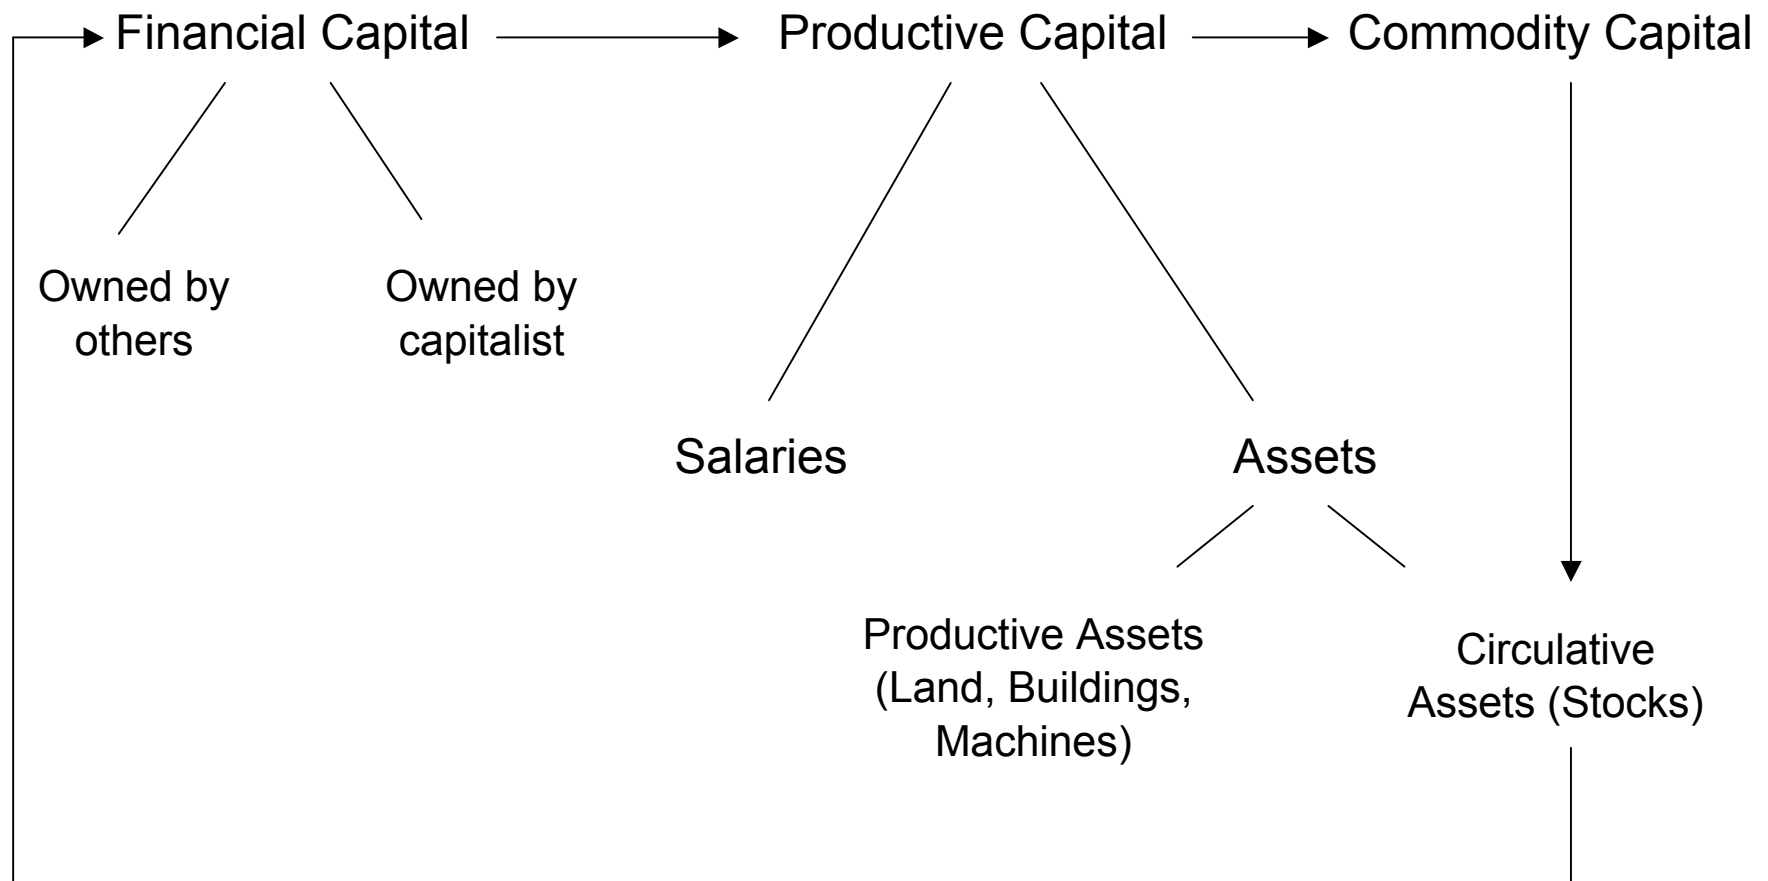 Financial Capital
Productive Capital
Commodity Capital
Owned by
others
Owned by
capitalist
Salaries
Assets
Productive Assets
(Land, Buildings,
Machines)
Circulative
Assets (Stocks)